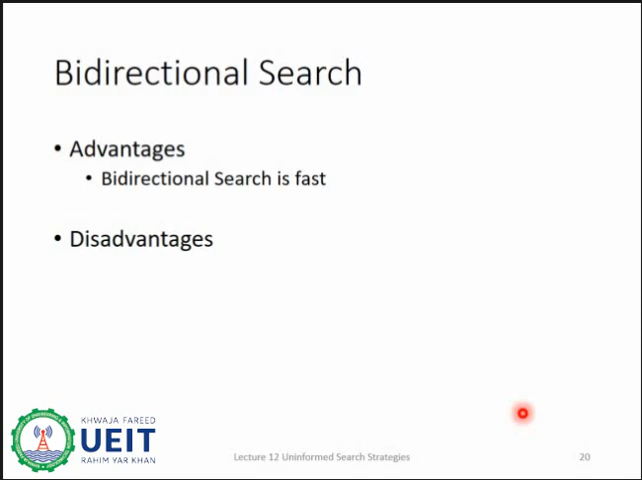 Bidirectional Search
• Advantages
• Bidirectional Search is fast
• Disadvantages
KHWAJA FAREED
UEIT
RAHIM YAR KHAN
Lecture 12 Uninformed Search Strategies
20